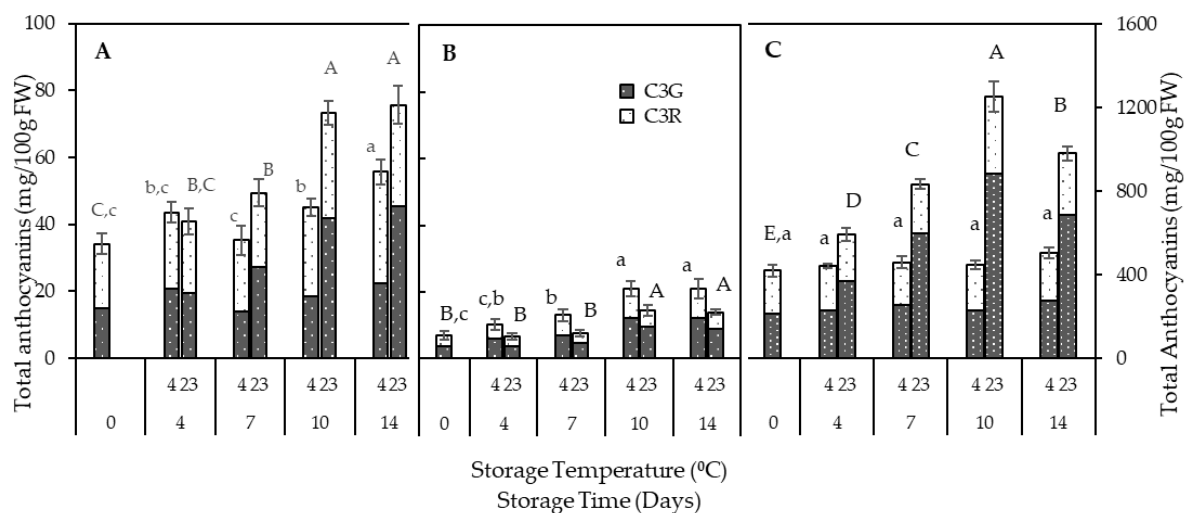 Total anthocyanins (mg/100g FW)
100
80
60
40
20
0
A
C,c
b,c
B,C
c
B
b
A
a
A
B
C3G
C3R
B,c
c,b
B
b
B
a
A
a
A
C
E,a
a
D
a
C
a
A
a
B
1600
1200
800
400
0
Total Anthocyanins (mg/100g FW)
4 23 4 23 4 23 4 23 4 23 4 23 4 23 4 23 4 23 4 23 4 23 4 23
0 4 7 10 14 0 4 7 10 14 0 4 7 10 14
Storage Temperature (⁰C)
Storage Time (Days)